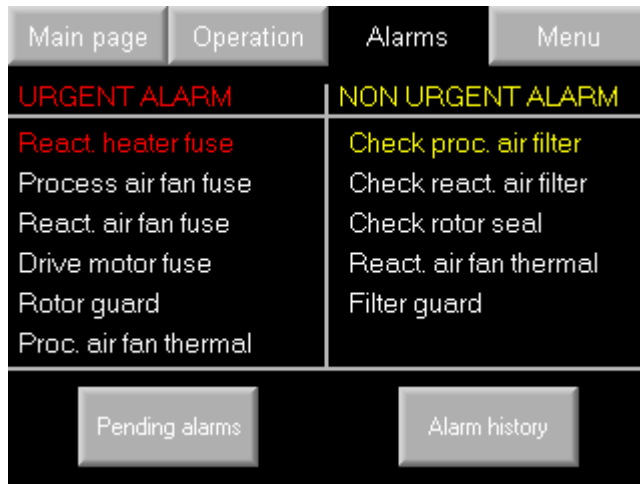 Main page Operation Alarms Menu
URGENT ALARM NON URGENT ALARM
React. heater fuse Check proc. air filter
Process air fan fuse Check react. air filter
React. air fan fuse Check rotor seal
Drive motor fuse React. air fan thermal
Rotor guard Filter guard
Proc. air fan thermal
Pending alarms Alarm history